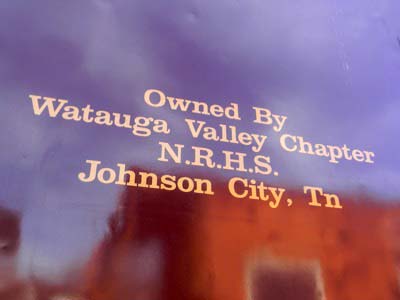 Owned By
Watauga Valley Chapter
N.R.H.S.
Johnson City, Tn